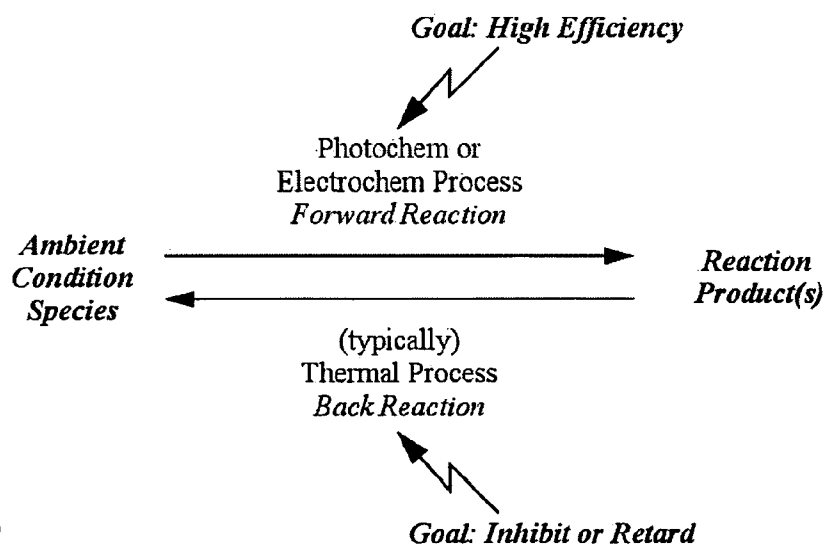 Goal: High Efficiency
Photochem or
Electrochem Process
Forward Reaction
Ambient
Condition
Species
Reaction
Product(s)
(typically)
Thermal Process
Back Reaction
Goal: Inhibit or Retard